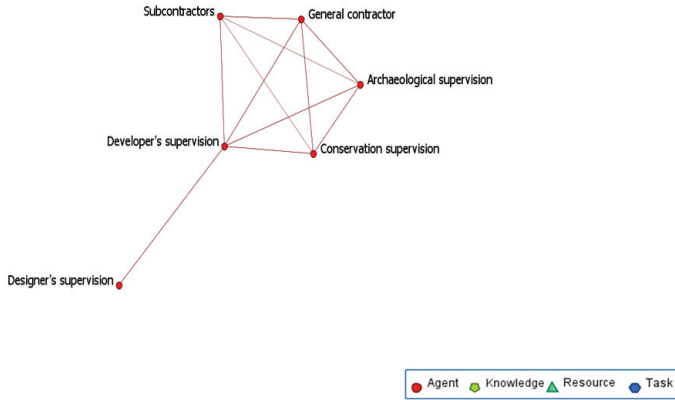 Subcontractors
General contractor
Archaeological supervision
Developer's supervision
Conservation supervision
Designer's supervision
Agent Knowledge Resource Task